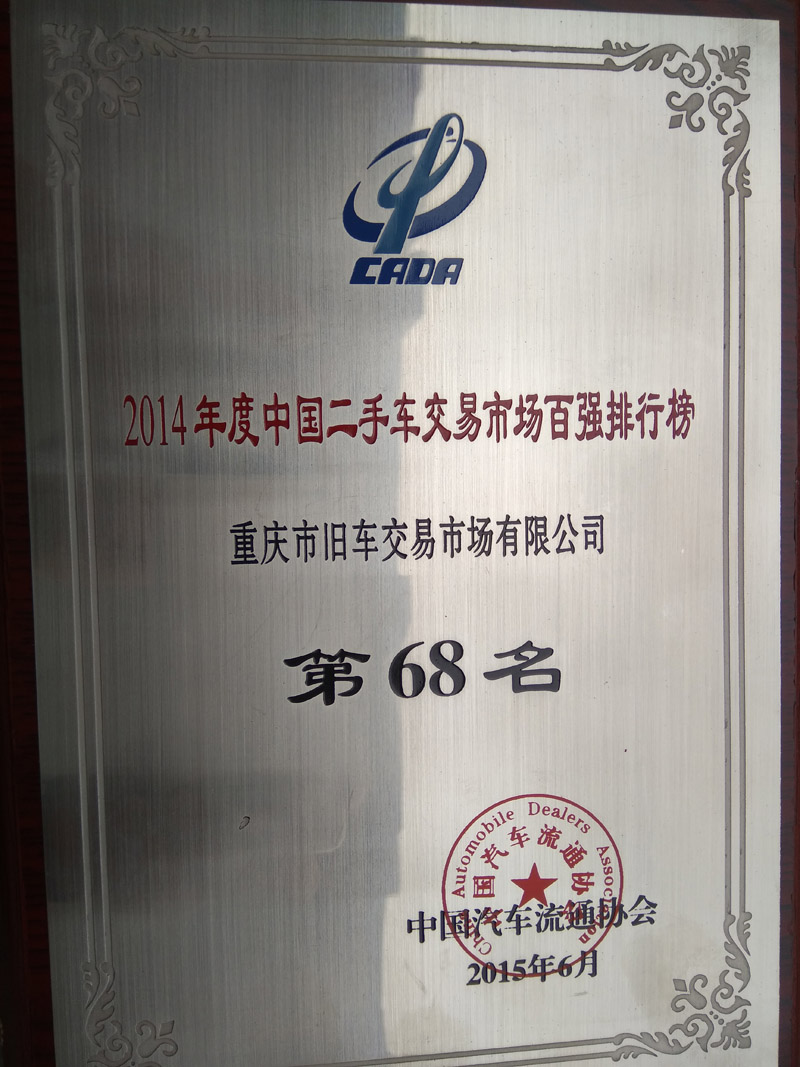 CADA
2014年度中国二手车交易市场百强排行榜
重庆市旧车交易市场有限公司
第68名
China Automobile Dealers Association
中国汽车流通协会
中国汽车流通协会
2015年6月